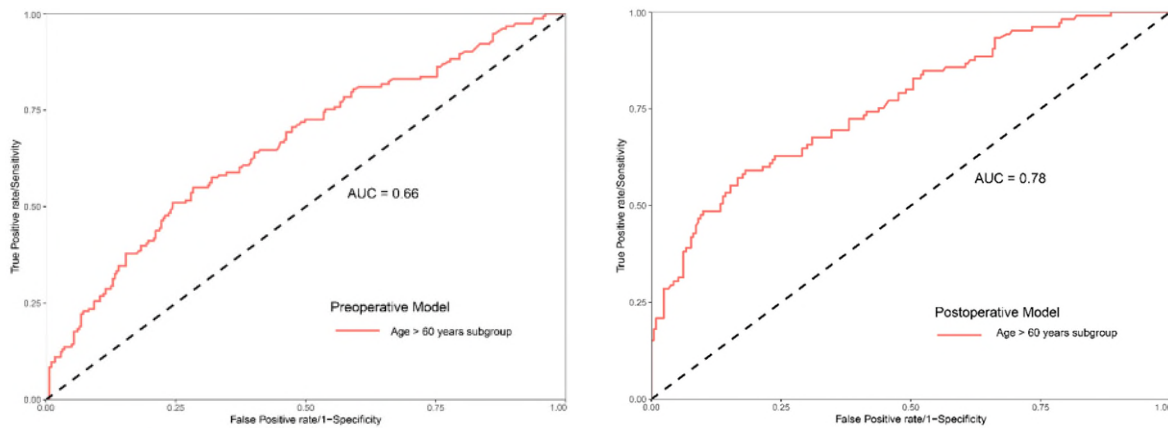 1.00
0.75
0.50
0.25
0.00
True Positive rate/Sensitivity
AUC = 0.66
Preoperative Model
Age > 60 years subgroup
0.00 0.25 0.50 0.75 1.00
False Positive rate/1-Specificity
1.00
0.75
0.50
0.25
0.00
True Positive rate/Sensitivity
AUC = 0.78
Postoperative Model
Age > 60 years subgroup
0.00 0.25 0.50 0.75 1.00
False Positive rate/1-Specificity